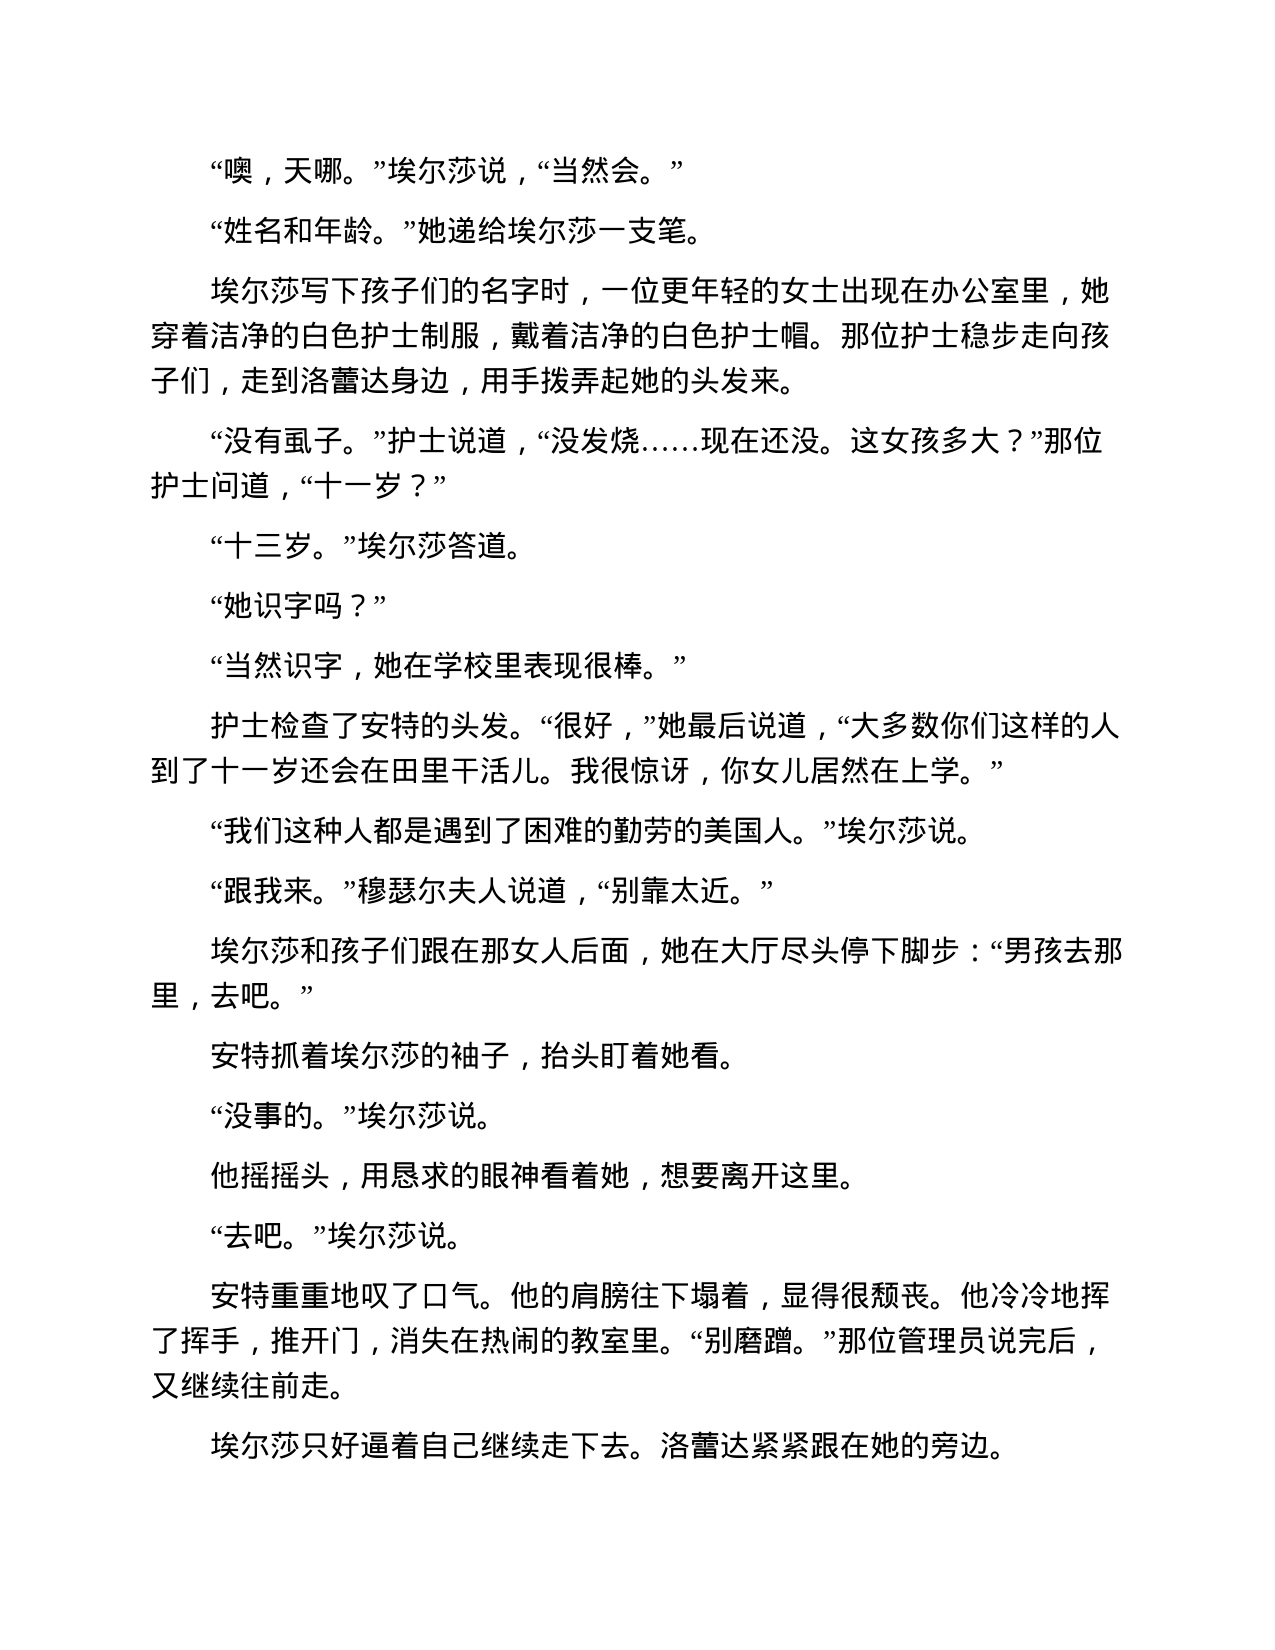 “噢，天哪。”埃尔莎说，“当然会。”
“姓名和年龄。”她递给埃尔莎一支笔。
埃尔莎写下孩子们的名字时，一位更年轻的女士出现在办公室里，她
穿着洁净的白色护士制服，戴着洁净的白色护士帽。那位护士稳步走向孩
子们，走到洛蕾达身边，用手拨弄起她的头发来。
“没有虱子。”护士说道，“没发烧……现在还没。这女孩多大？”那位
护士问道，“十一岁？”
“十三岁。”埃尔莎答道。
“她识字吗？”
“当然识字，她在学校里表现很棒。”
护士检查了安特的头发。“很好，”她最后说道，“大多数你们这样的人
到了十一岁还会在田里干活儿。我很惊讶，你女儿居然在上学。”
“我们这种人都是遇到了困难的勤劳的美国人。”埃尔莎说。
“跟我来。”穆瑟尔夫人说道，“别靠太近。”
埃尔莎和孩子们跟在那女人后面，她在大厅尽头停下脚步：“男孩去那
里，去吧。”
安特抓着埃尔莎的袖子，抬头盯着她看。
“没事的。”埃尔莎说。
他摇摇头，用恳求的眼神看着她，想要离开这里。
“去吧。”埃尔莎说。
安特重重地叹了口气。他的肩膀往下塌着，显得很颓丧。他冷冷地挥
了挥手，推开门，消失在热闹的教室里。“别磨蹭。”那位管理员说完后，
又继续往前走。
埃尔莎只好逼着自己继续走下去。洛蕾达紧紧跟在她的旁边。